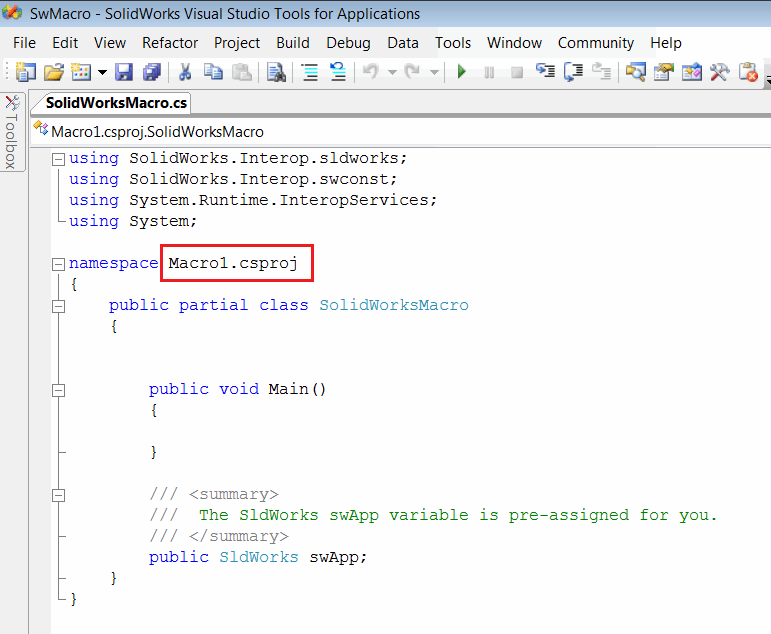 SwMacro - SolidWorks Visual Studio Tools for Applications
File Edit View Refactor Project Build Debug Data Tools Window Community Help
SolidWorksMacro.cs
Toolbox
Macro1.csproj.SolidWorksMacro
using SolidWorks.Interop.sldworks;
using SolidWorks.Interop.swconst;
using System.Runtime.InteropServices;
using System;
namespace Macro1.csproj
{
public partial class SolidWorksMacro
{
public void Main()
{
}
/// <summary>
/// The SldWorks swApp variable is pre-assigned for you.
/// </summary>
public SldWorks swApp;
}
}